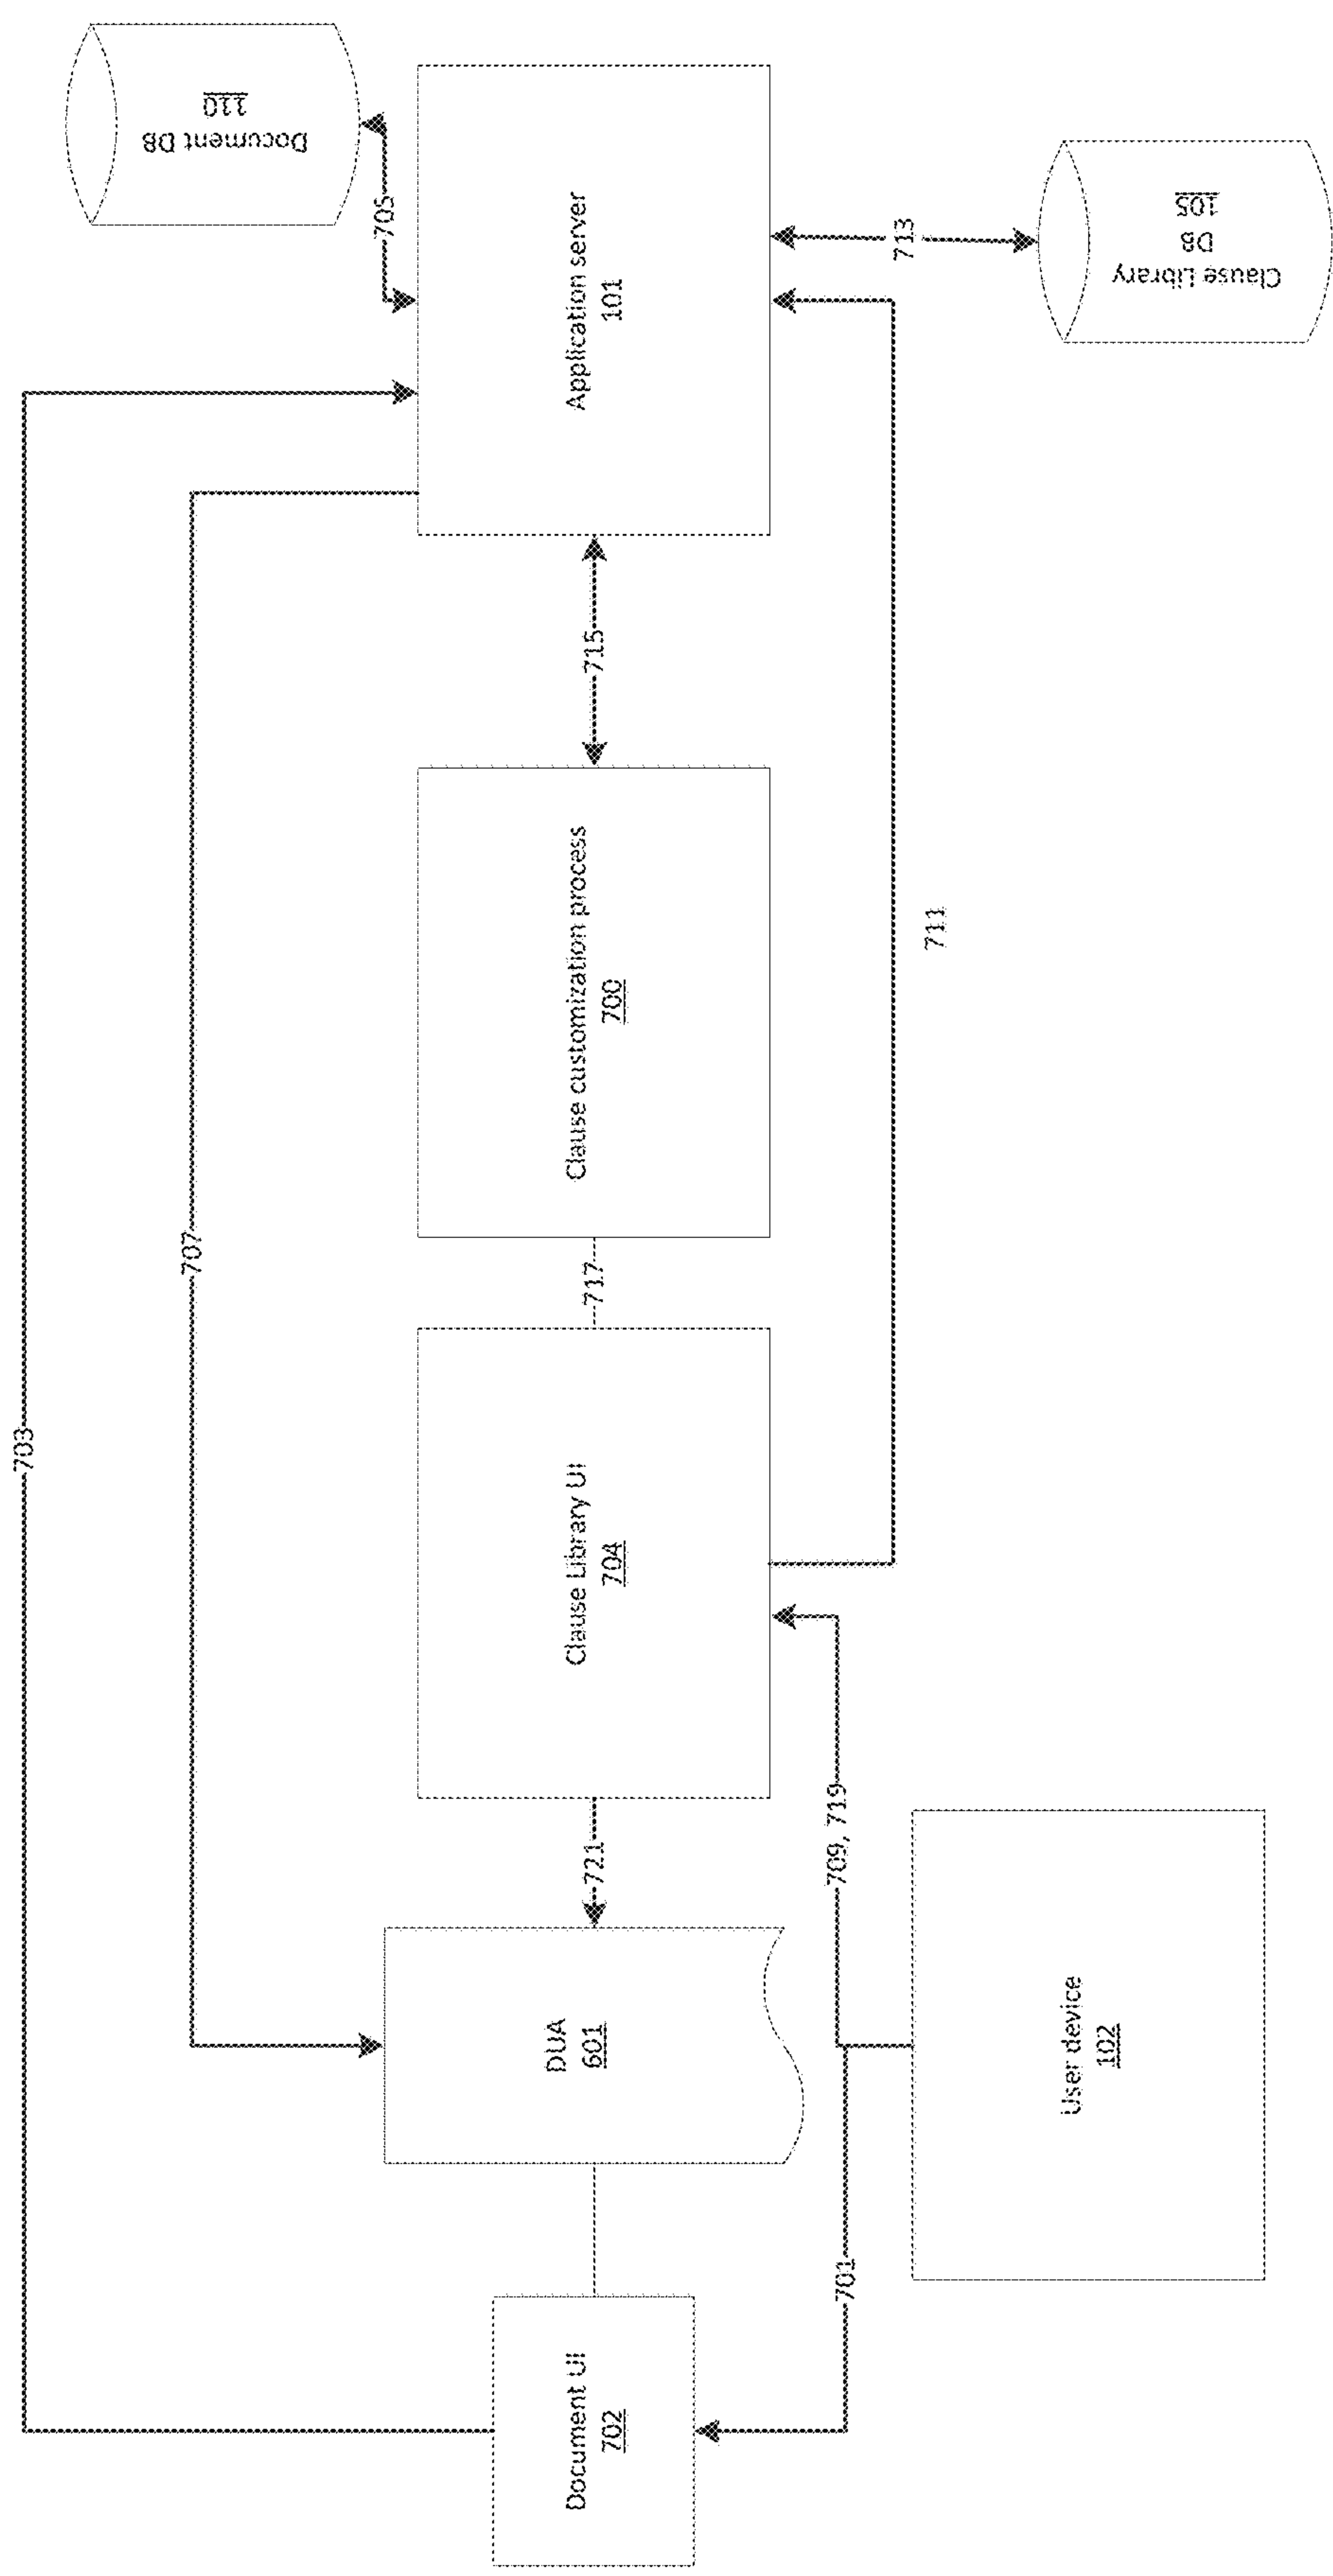 703
707
705
Document DB
110
Document UI
702
DUA
601
721
Clause Library UI
704
717
Clause customization process
700
715
Application server
101
701
709, 719
711
713
User device
102
Clause Library
DB
105